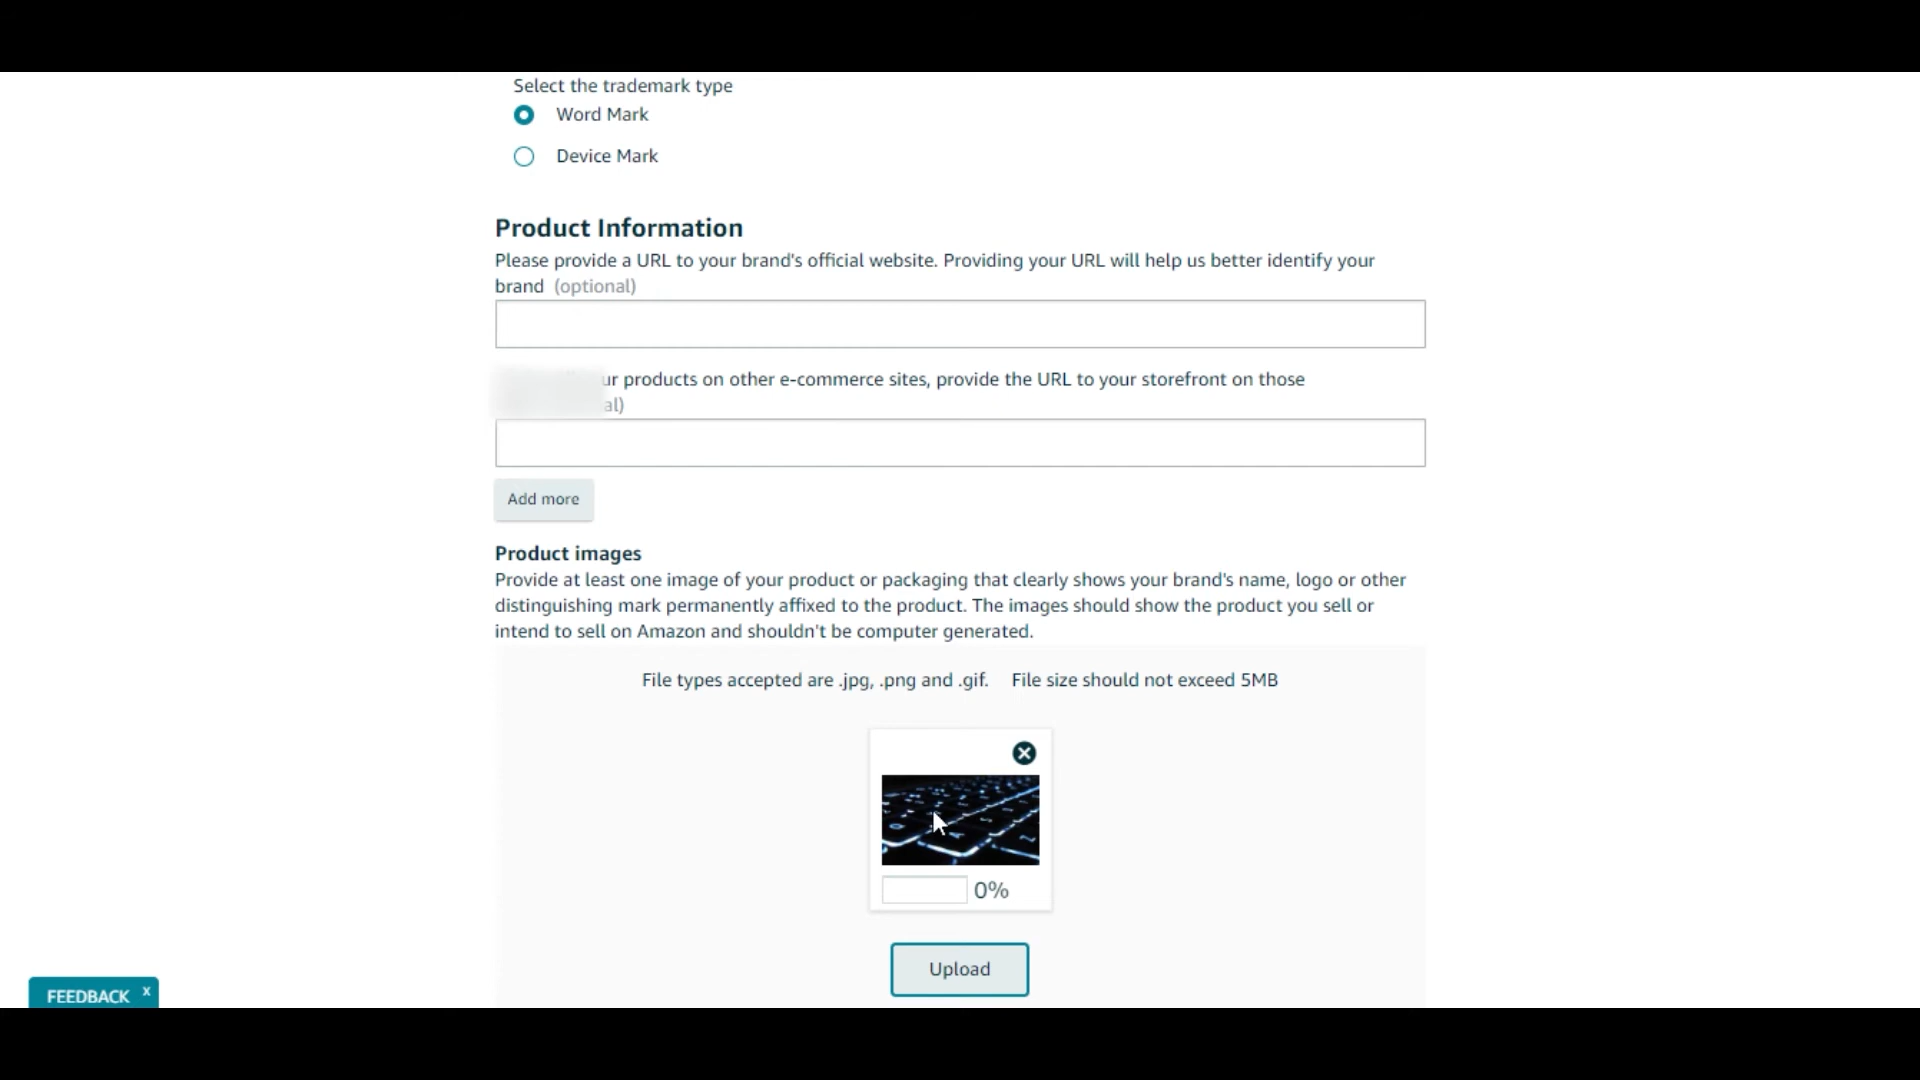 Select the trademark type
Word Mark
Device Mark
Product Information
Please provide a URL to your brand's official website. Providing your URL will help us better identify your
brand (optional)
products on other e-commerce sites, provide the URL to your storefront on those
Add more
Product images
Provide at least one image of your product or packaging that clearly shows your brand's name, logo or other
distinguishing mark permanently affixed to the product. The images should show the product you sell or
intend to sell on Amazon and shouldn't be computer generated.
File types accepted are .jpg, .png and .gif. File size should not exceed 5MB
0%
Upload
FEEDBACK x